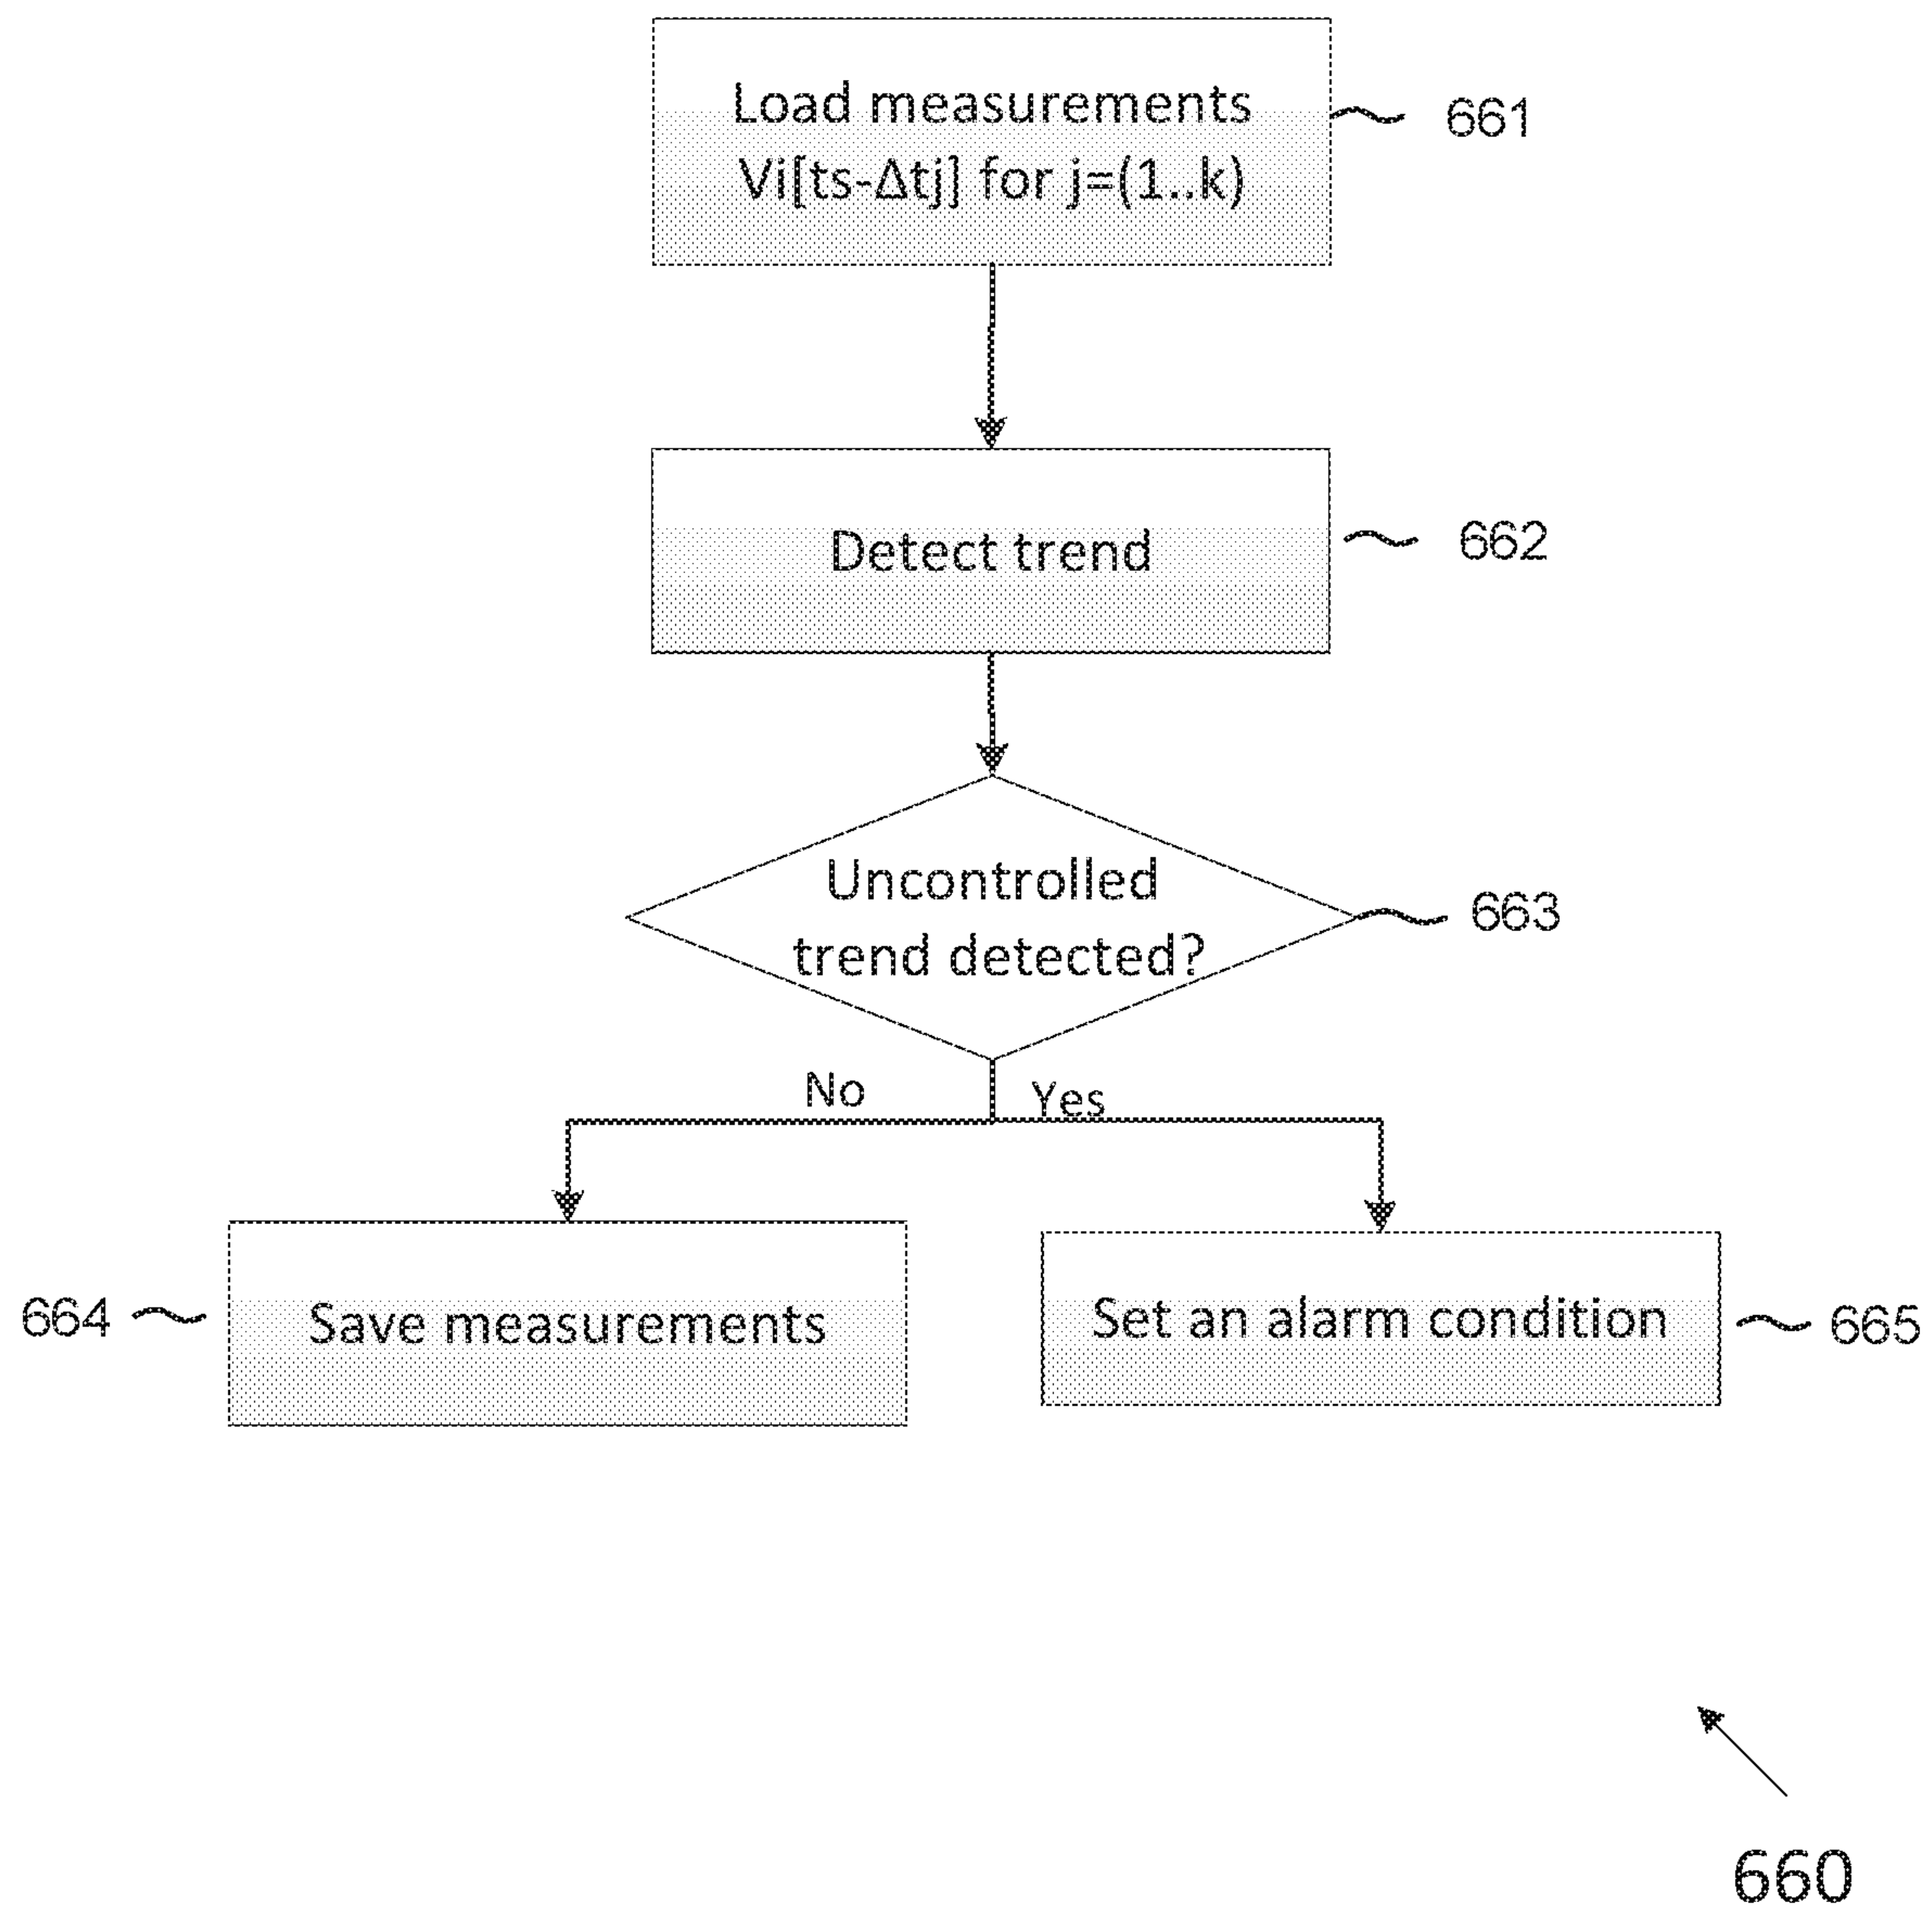 Load measurements
Vi[ts-Δtj] for j=(1..k)
661
Detect trend
662
Uncontrolled
trend detected?
663
No
Yes
664
Save measurements
Set an alarm condition
665
660